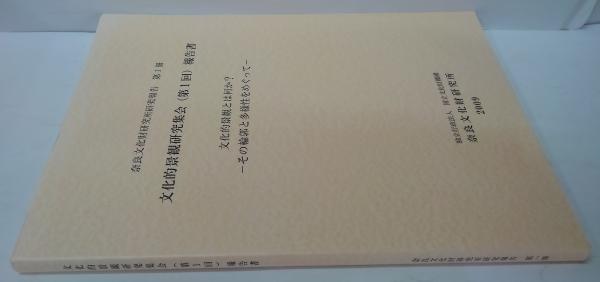 奈良文化財研究所研究報告　第1冊
文化的景観研究集会（第1回）報告書
文化的景観とは何か？
－その輪郭と多様性をめぐって－
独立行政法人　国立文化財機構
奈良文化財研究所
2009
文化的景観研究集会（第1回）報告書
奈良文化財研究所研究報告　第1冊